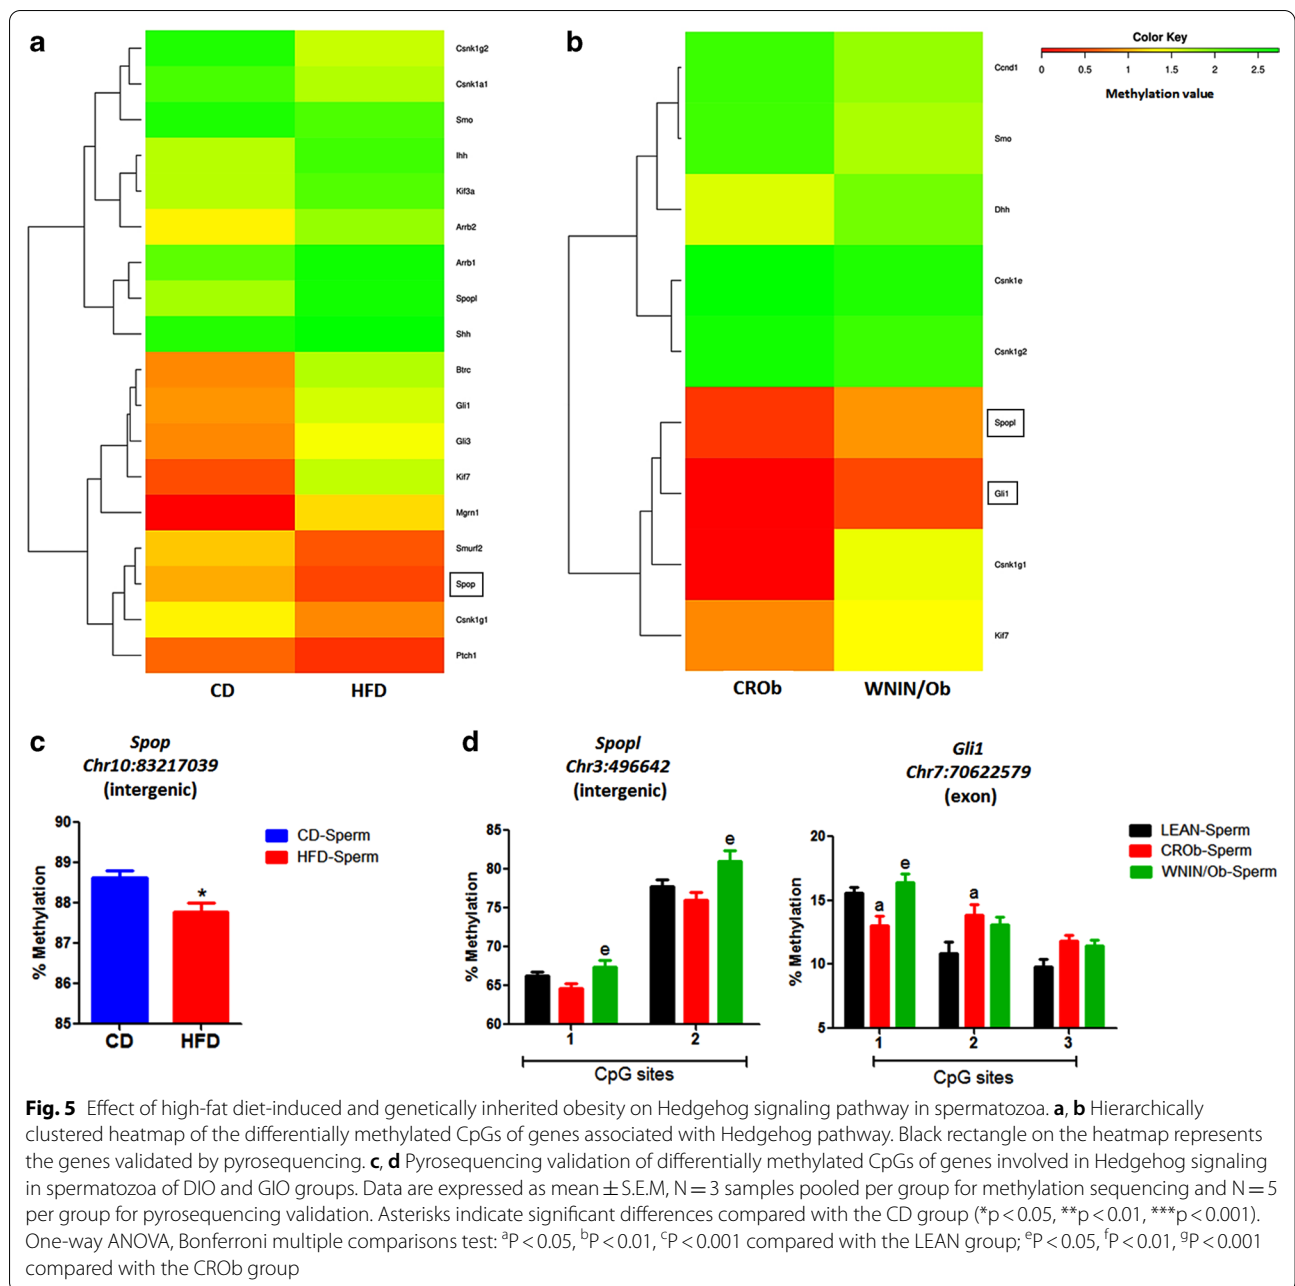 a
Csnk1g2
Csnk1a1
Smo
Ihh
Kif3a
Arrb2
Arrb1
Spopl
Shh
Btrc
Gli1
Gli3
Kif7
Mgrn1
Smurf2
Spop
Csnk1g1
Ptch1
CD HFD
b
Ccnd1
Smo
Dhh
Csnk1e
Csnk1g2
Spopl
Gli1
Csnk1g1
Kif7
CROb WNIN/Ob
Color Key
0 0.5 1 1.5 2 2.5
Methylation value
c
Spop
Chr10:83217039
(intergenic)
% Methylation
90
89
88
87
86
85
*
CD HFD
CD-Sperm
HFD-Sperm
d
Spopl
Chr3:496642
(intergenic)
% Methylation
85
80
75
70
65
60
e
e
1 2
CpG sites
Gli1
Chr7:70622579
(exon)
% Methylation
20
15
10
5
a
e
a
1 2 3
CpG sites
LEAN-Sperm
CROb-Sperm
WNIN/Ob-Sperm
Fig. 5 Effect of high-fat diet-induced and genetically inherited obesity on Hedgehog signaling pathway in spermatozoa. a, b Hierarchically
clustered heatmap of the differentially methylated CpGs of genes associated with Hedgehog pathway. Black rectangle on the heatmap represents
the genes validated by pyrosequencing. c, d Pyrosequencing validation of differentially methylated CpGs of genes involved in Hedgehog signaling
in spermatozoa of DIO and GIO groups. Data are expressed as mean ± S.E.M, N = 3 samples pooled per group for methylation sequencing and N = 5
per group for pyrosequencing validation. Asterisks indicate significant differences compared with the CD group (*p < 0.05, **p < 0.01, ***p < 0.001).
One-way ANOVA, Bonferroni multiple comparisons test: ᵃP < 0.05, ᵇP < 0.01, ᶜP < 0.001 compared with the LEAN group; ᵉP < 0.05, ᶠP < 0.01, ᵍP < 0.001
compared with the CROb group